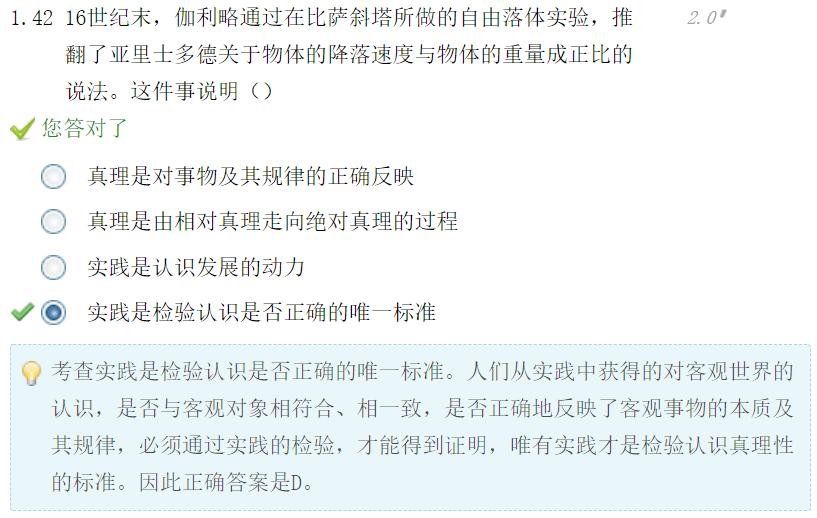 1.42 16世纪末，伽利略通过在比萨斜塔所做的自由落体实验，推 2.0'
翻了亚里士多德关于物体的降落速度与物体的重量成正比的
说法。这件事说明（）
您答对了
真理是对事物及其规律的正确反映
真理是由相对真理走向绝对真理的过程
实践是认识发展的动力
实践是检验认识是否正确的唯一标准
考查实践是检验认识是否正确的唯一标准。人们从实践中获得的对客观世界的
认识，是否与客观对象相符合、相一致，是否正确地反映了客观事物的本质及
其规律，必须通过实践的检验，才能得到证明，唯有实践才是检验认识真理性
的标准。因此正确答案是D。